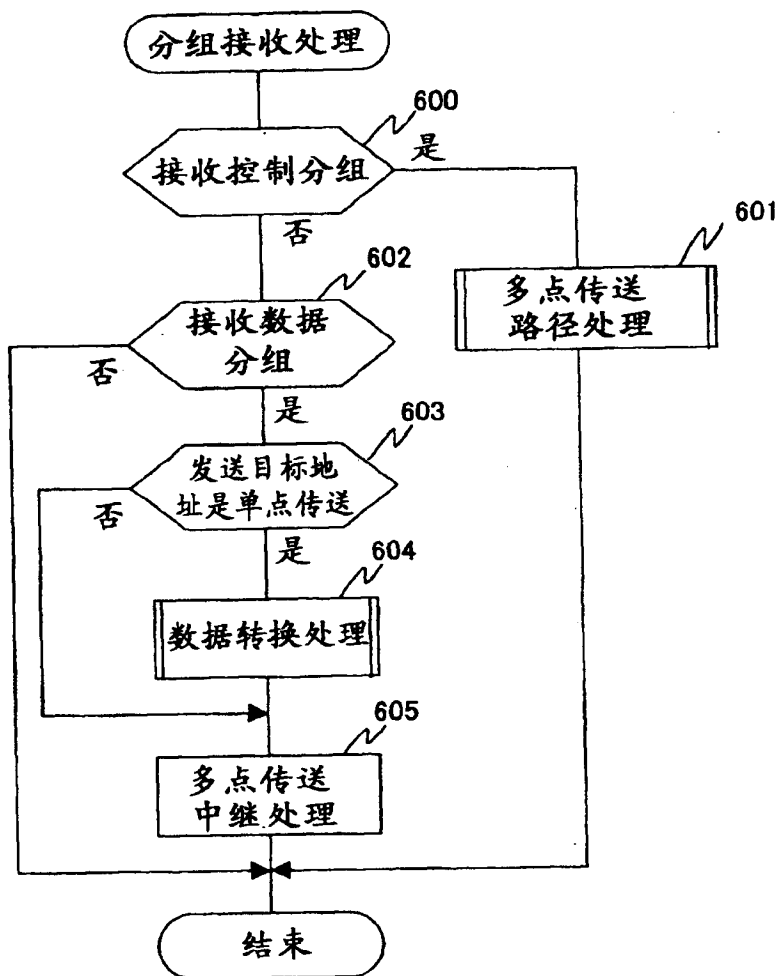 分组接收处理
600
接收控制分组
是
否
601
多点传送
路径处理
602
接收数据
分组
否
是
603
发送目标地
址是单点传送
否
是
604
数据转换处理
605
多点传送
中继处理
结束